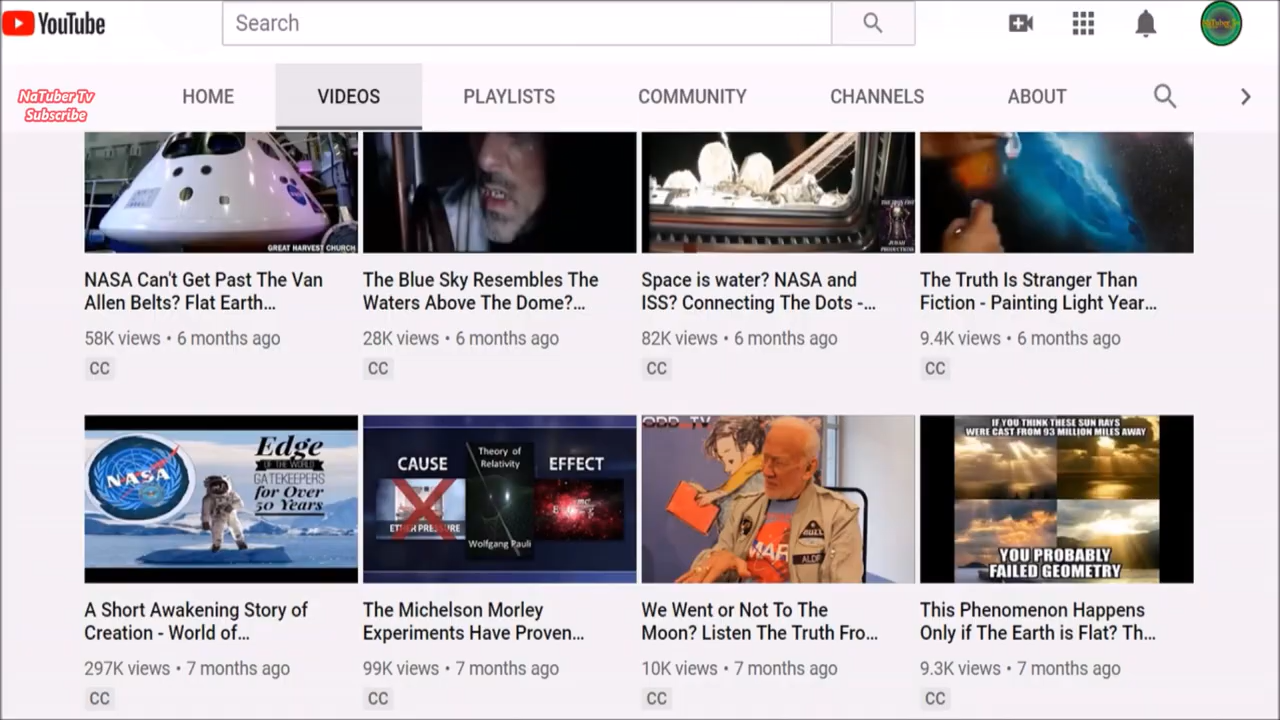 YouTube
Search
NaTuber Tv
Subscribe
HOME
VIDEOS
PLAYLISTS
COMMUNITY
CHANNELS
ABOUT
GREAT HARVEST CHURCH
JUDAH
PRODUCTIONS
NASA Can't Get Past The Van
Allen Belts? Flat Earth...
58K views • 6 months ago
CC
The Blue Sky Resembles The
Waters Above The Dome?...
28K views • 6 months ago
CC
Space is water? NASA and
ISS? Connecting The Dots -...
82K views • 6 months ago
CC
The Truth Is Stranger Than
Fiction - Painting Light Year...
9.4K views • 6 months ago
CC
NASA
Edge
OF THE WORLD
GATEKEEPERS
for Over
50 Years
CAUSE
Theory of
Relativity
EFFECT
ETHER PRESSURE
Wolfgang Pauli
ODD TV
BUZZ
MAR
IF YOU THINK THESE SUN RAYS
WERE CAST FROM 93 MILLION MILES AWAY
YOU PROBABLY
FAILED GEOMETRY
A Short Awakening Story of
Creation - World of...
297K views • 7 months ago
CC
The Michelson Morley
Experiments Have Proven...
99K views • 7 months ago
CC
We Went or Not To The
Moon? Listen The Truth Fro...
10K views • 7 months ago
CC
This Phenomenon Happens
Only if The Earth is Flat? Th...
9.3K views • 7 months ago
CC